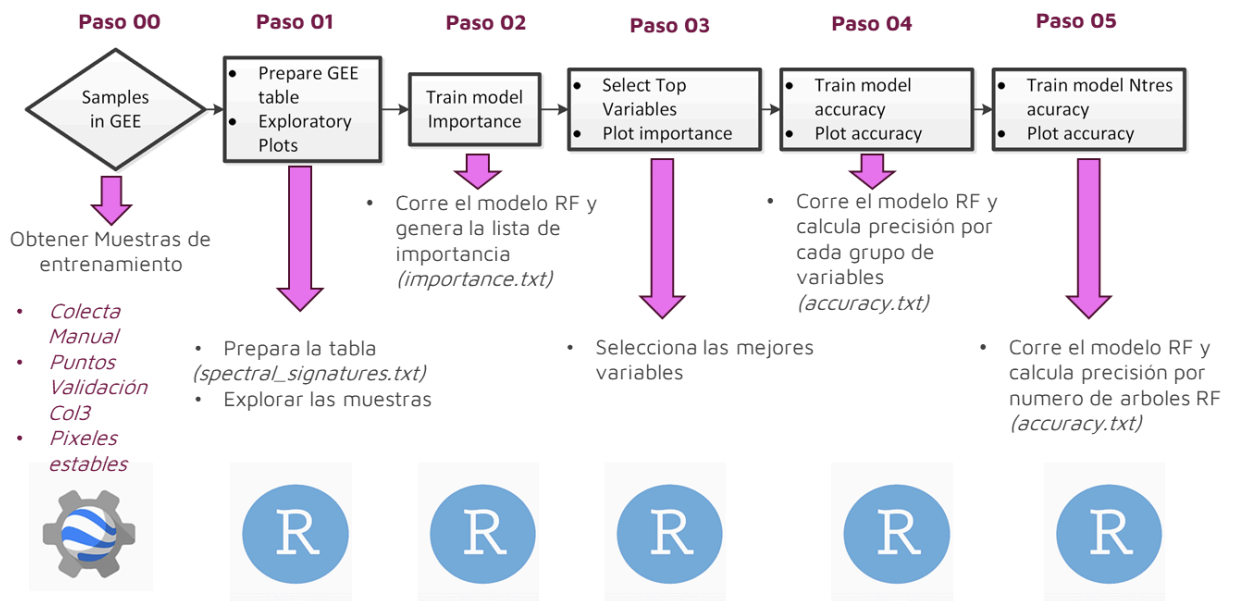 Paso 00
Paso 01
Paso 02
Paso 03
Paso 04
Paso 05
Samples
in GEE
• Prepare GEE
table
• Exploratory
Plots
Train model
Importance
• Select Top
Variables
• Plot importance
• Train model
accuracy
• Plot accuracy
• Train model Ntres
acuracy
• Plot accuracy
Obtener Muestras de
entrenamiento
• Colecta
Manual
• Puntos
Validación
Col3
• Pixeles
estables
• Prepara la tabla
(spectral_signatures.txt)
• Explorar las muestras
• Corre el modelo RF y
genera la lista de
importancia
(importance.txt)
• Selecciona las mejores
variables
• Corre el modelo RF y
calcula precisión por
cada grupo de
variables
(accuracy.txt)
• Corre el modelo RF y
calcula precisión por
numero de arboles RF
(accuracy.txt)
R
R
R
R
R